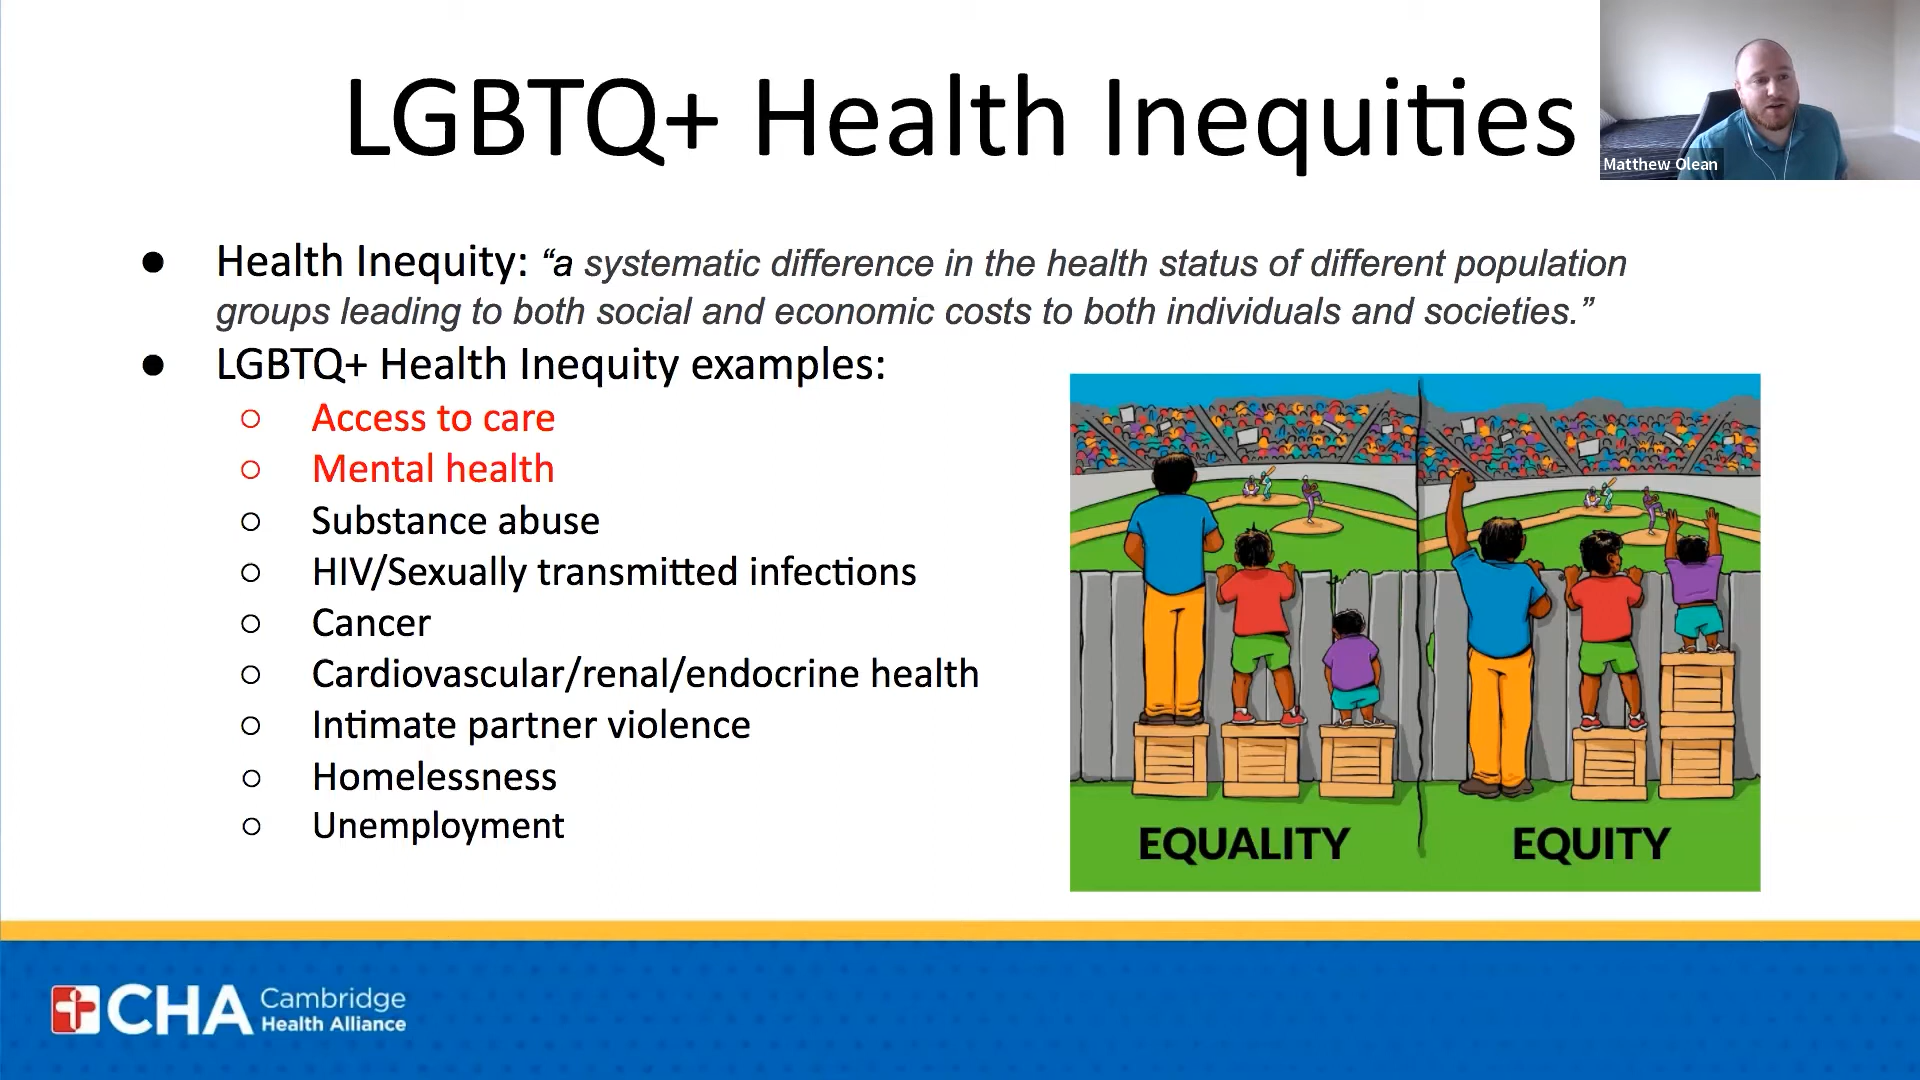 LGBTQ+ Health Inequities
Matthew Olean
● Health Inequity: “a systematic difference in the health status of different population
groups leading to both social and economic costs to both individuals and societies.”
● LGBTQ+ Health Inequity examples:
○ Access to care
○ Mental health
○ Substance abuse
○ HIV/Sexually transmitted infections
○ Cancer
○ Cardiovascular/renal/endocrine health
○ Intimate partner violence
○ Homelessness
○ Unemployment
EQUALITY
EQUITY
CHA Cambridge
Health Alliance